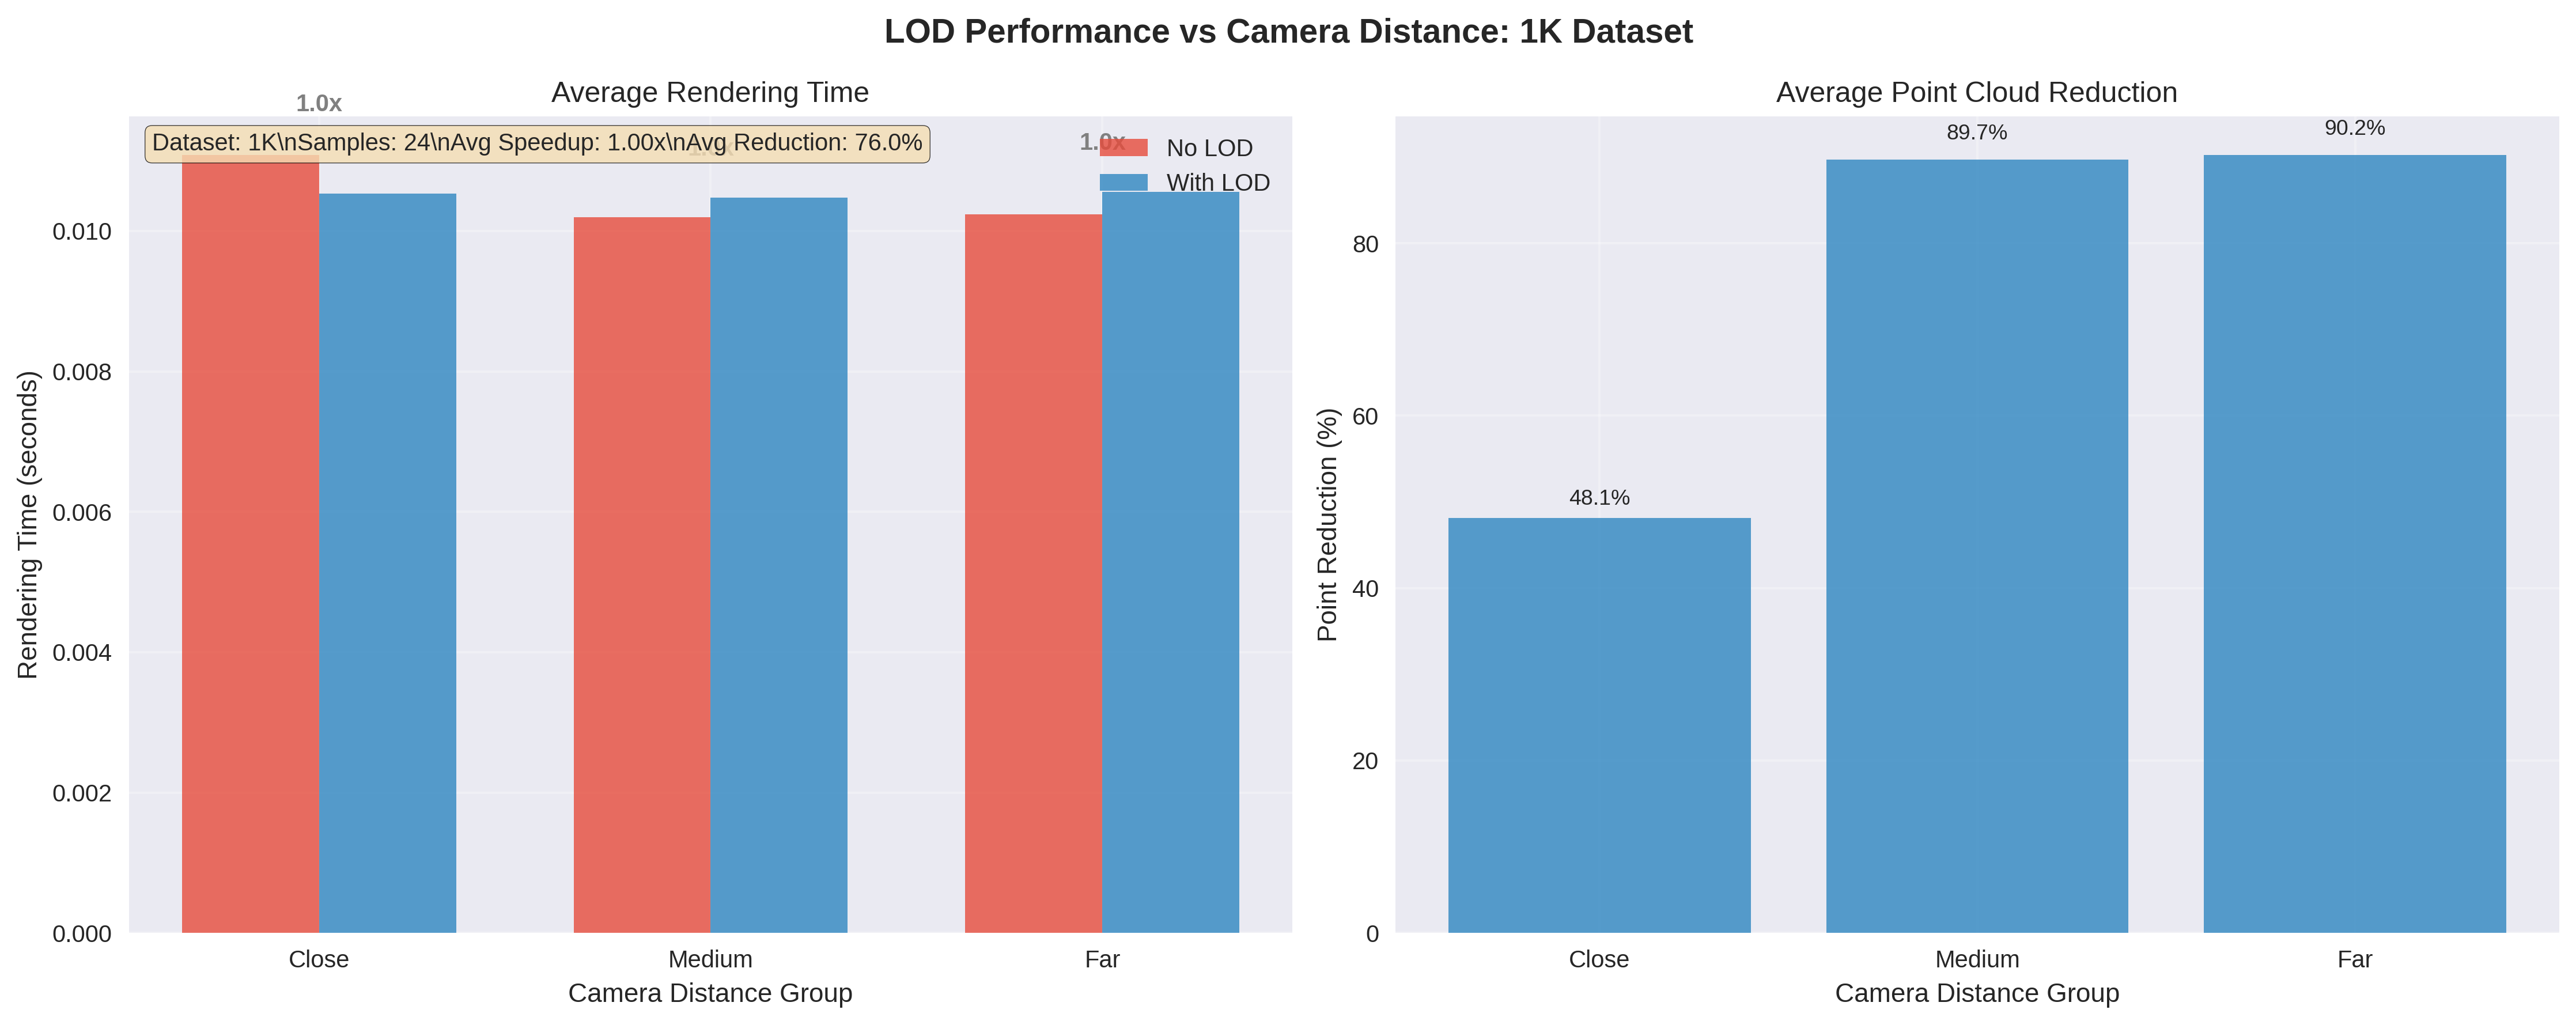 LOD Performance vs Camera Distance: 1K Dataset
Average Rendering Time
1.0x
Dataset: 1K\nSamples: 24\nAvg Speedup: 1.00x\nAvg Reduction: 76.0%
1.0x
1.0x
No LOD
With LOD
0.010
0.008
0.006
0.004
0.002
0.000
Rendering Time (seconds)
Close
Medium
Far
Camera Distance Group
Average Point Cloud Reduction
48.1%
89.7%
90.2%
80
60
40
20
0
Point Reduction (%)
Close
Medium
Far
Camera Distance Group